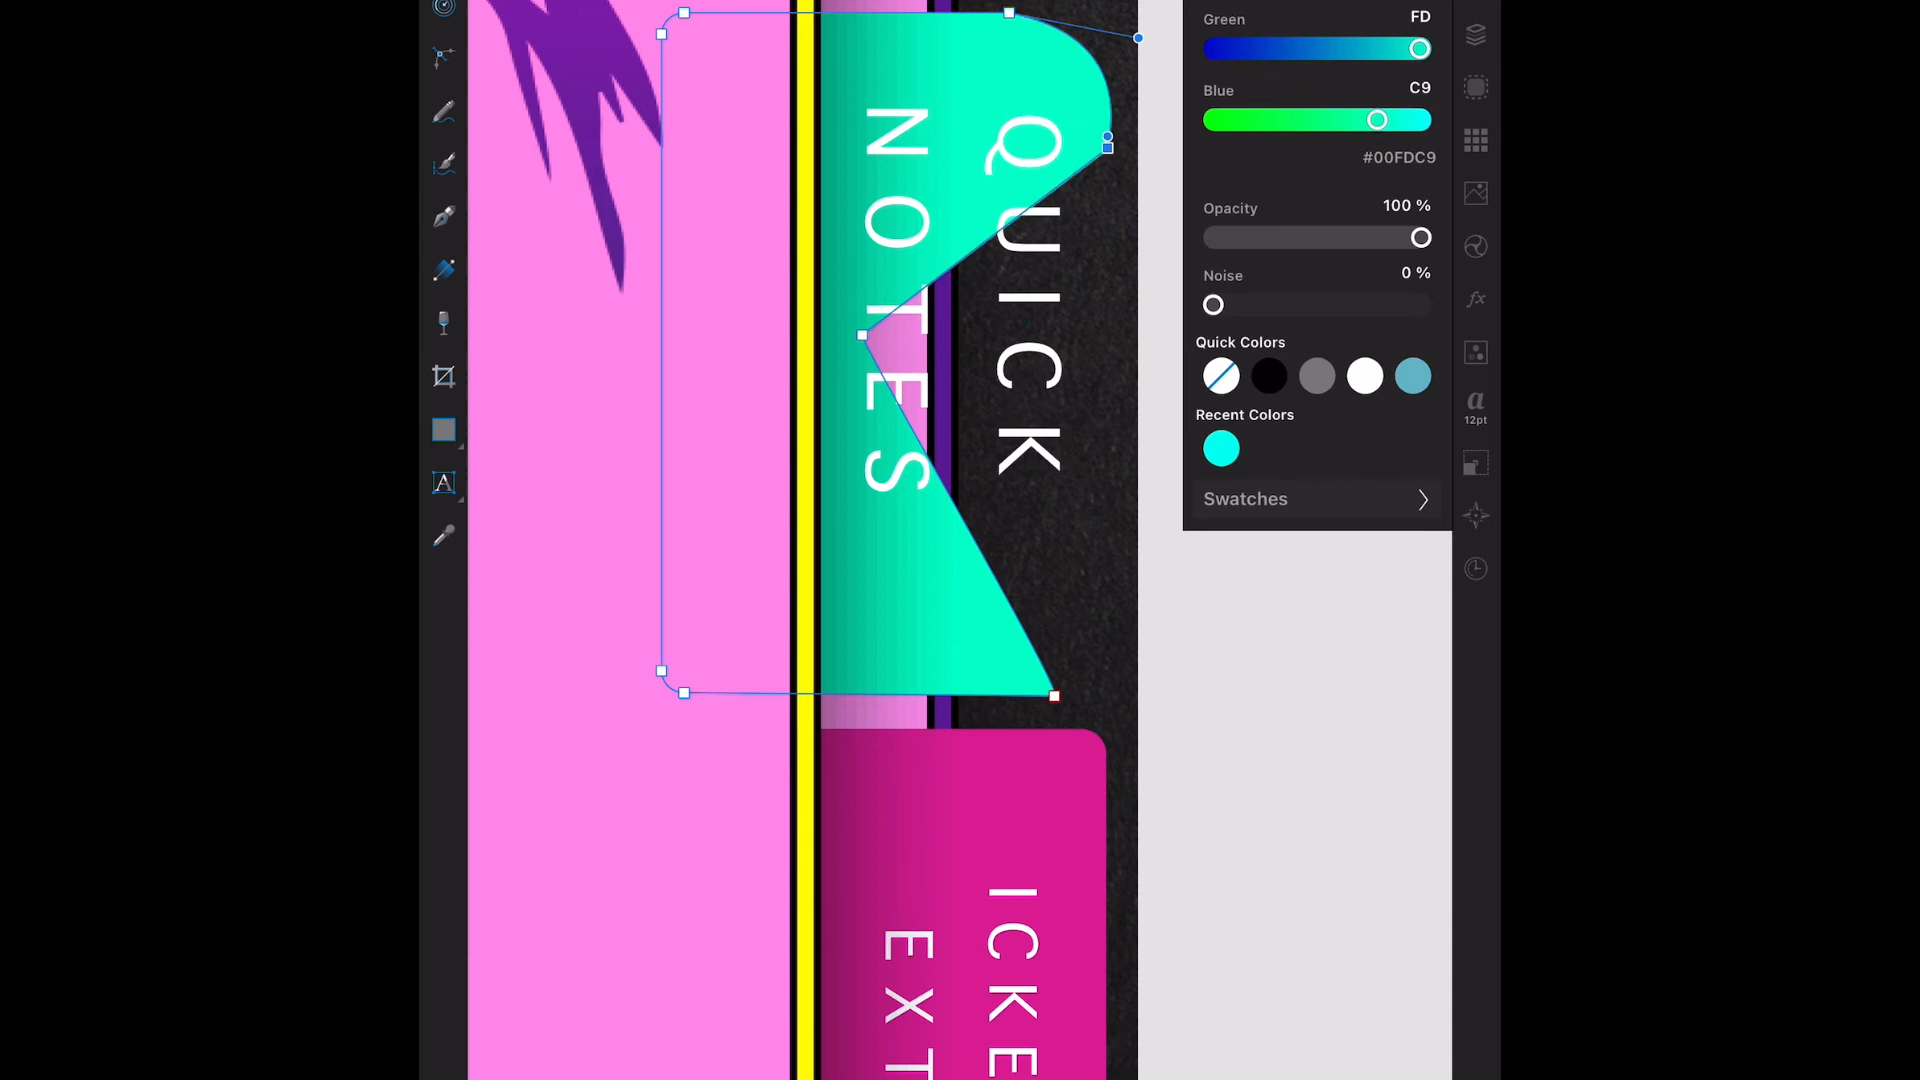 QUICK
NOTES
ICKE
EXT
Green
FD
Blue
C9
#00FDC9
Opacity
100 %
Noise
0 %
Quick Colors
Recent Colors
Swatches
A
fx
a
12pt